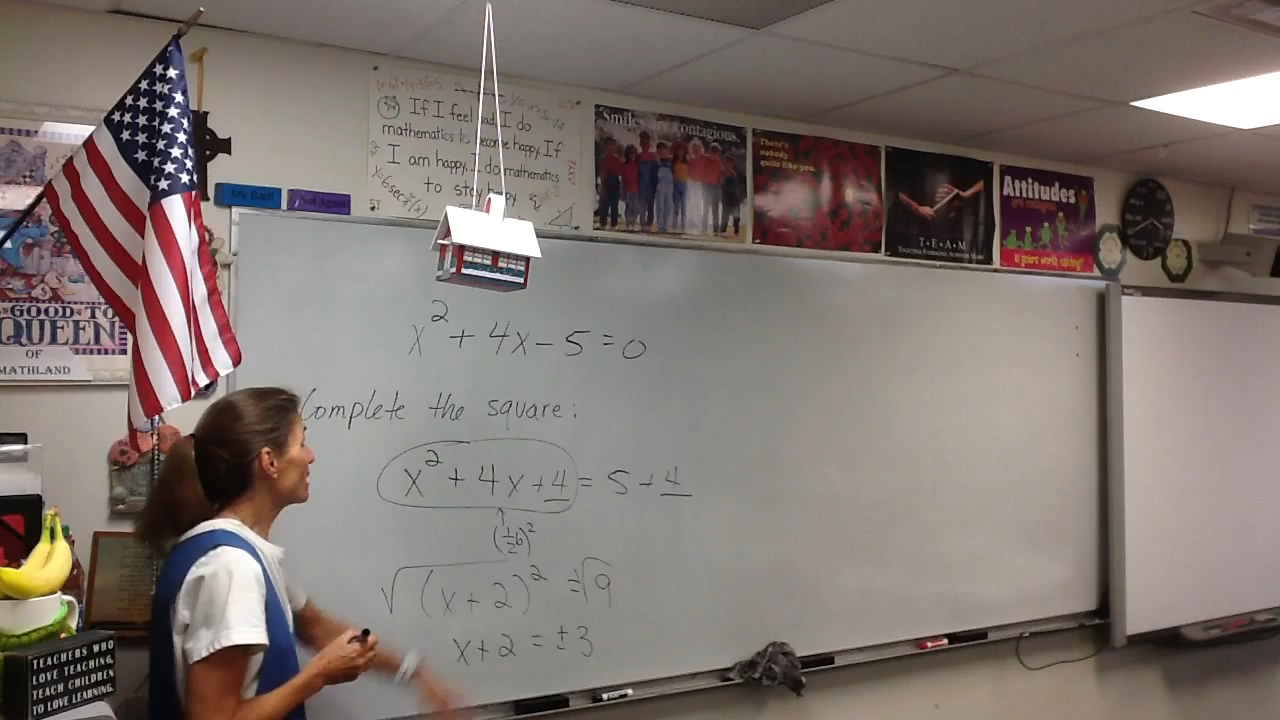 If I feel sad, I do
mathematics to become happy. If
I am happy, I do mathematics
to stay happy
Smiles are contagious.
There's
nobody
quite like you.
T·E·A·M
Attitudes
are contagious.
My Bad!
GOOD TO
QUEEN
OF
MATHLAND
x² + 4x - 5 = 0
Complete the square:
x² + 4x + 4 = 5 + 4
(½b)²
√(x + 2)² = √9
x + 2 = ± 3
TEACHERS WHO
LOVE TEACHING,
TEACH CHILDREN
TO LOVE LEARNING.